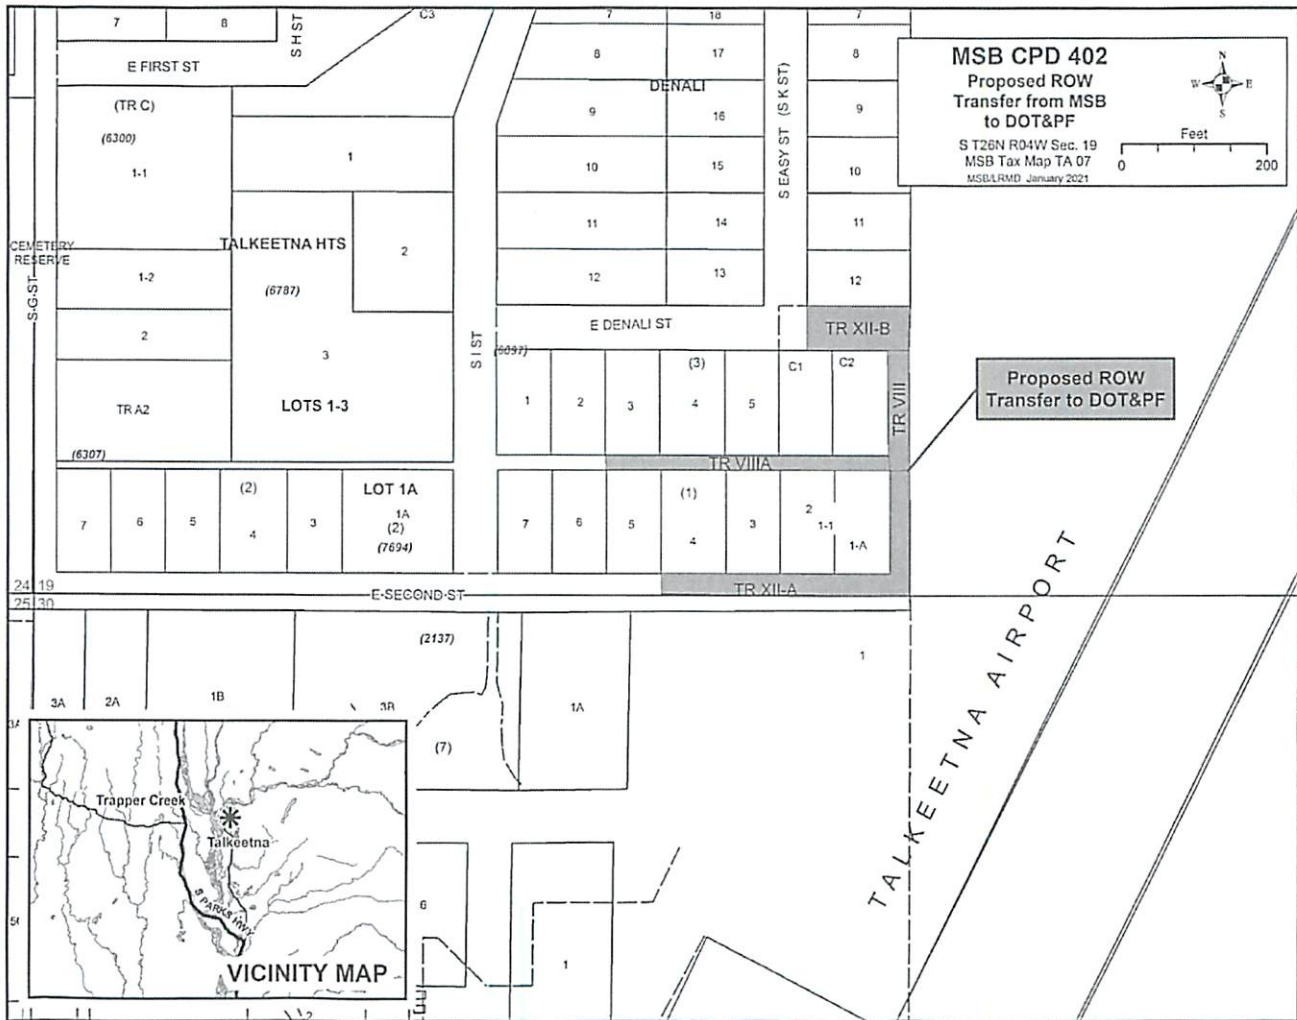 MSB CPD 402
Proposed ROW
Transfer from MSB
to DOT&PF
S T26N R04W Sec. 19
MSB Tax Map TA 07
MSB/LRMD January 2021
N
W E
S
Feet
0 200
7 8
S H ST
C3
7 18
7
E FIRST ST
8 17
8
DENALI
S EASY ST (S K ST)
(TR C)
(6300)
1-1
1
9 16
9
10 15
10
11 14
11
12 13
12
CEMETERY
RESERVE
S G ST
TALKEETNA HTS
(6787)
2
1-2
2
3
LOTS 1-3
TR A2
(6307)
S I ST
E DENALI ST
TR XII-B
(6097)
(3)
C1 C2
1 2 3 4 5
TR VIII
Proposed ROW
Transfer to DOT&PF
TR VIIIA
(2)
LOT 1A
1A
(2)
(7694)
7 6 5 4 3
(1)
7 6 5 4 3
2
1-1
1-A
TR XII-A
24 19
25 30
E SECOND ST
(2137)
1
3A 2A 1B 3B
1A
(7)
6
1
TALKEETNA AIRPORT
Trapper Creek
Talkeetna
S PARKS HWY
VICINITY MAP